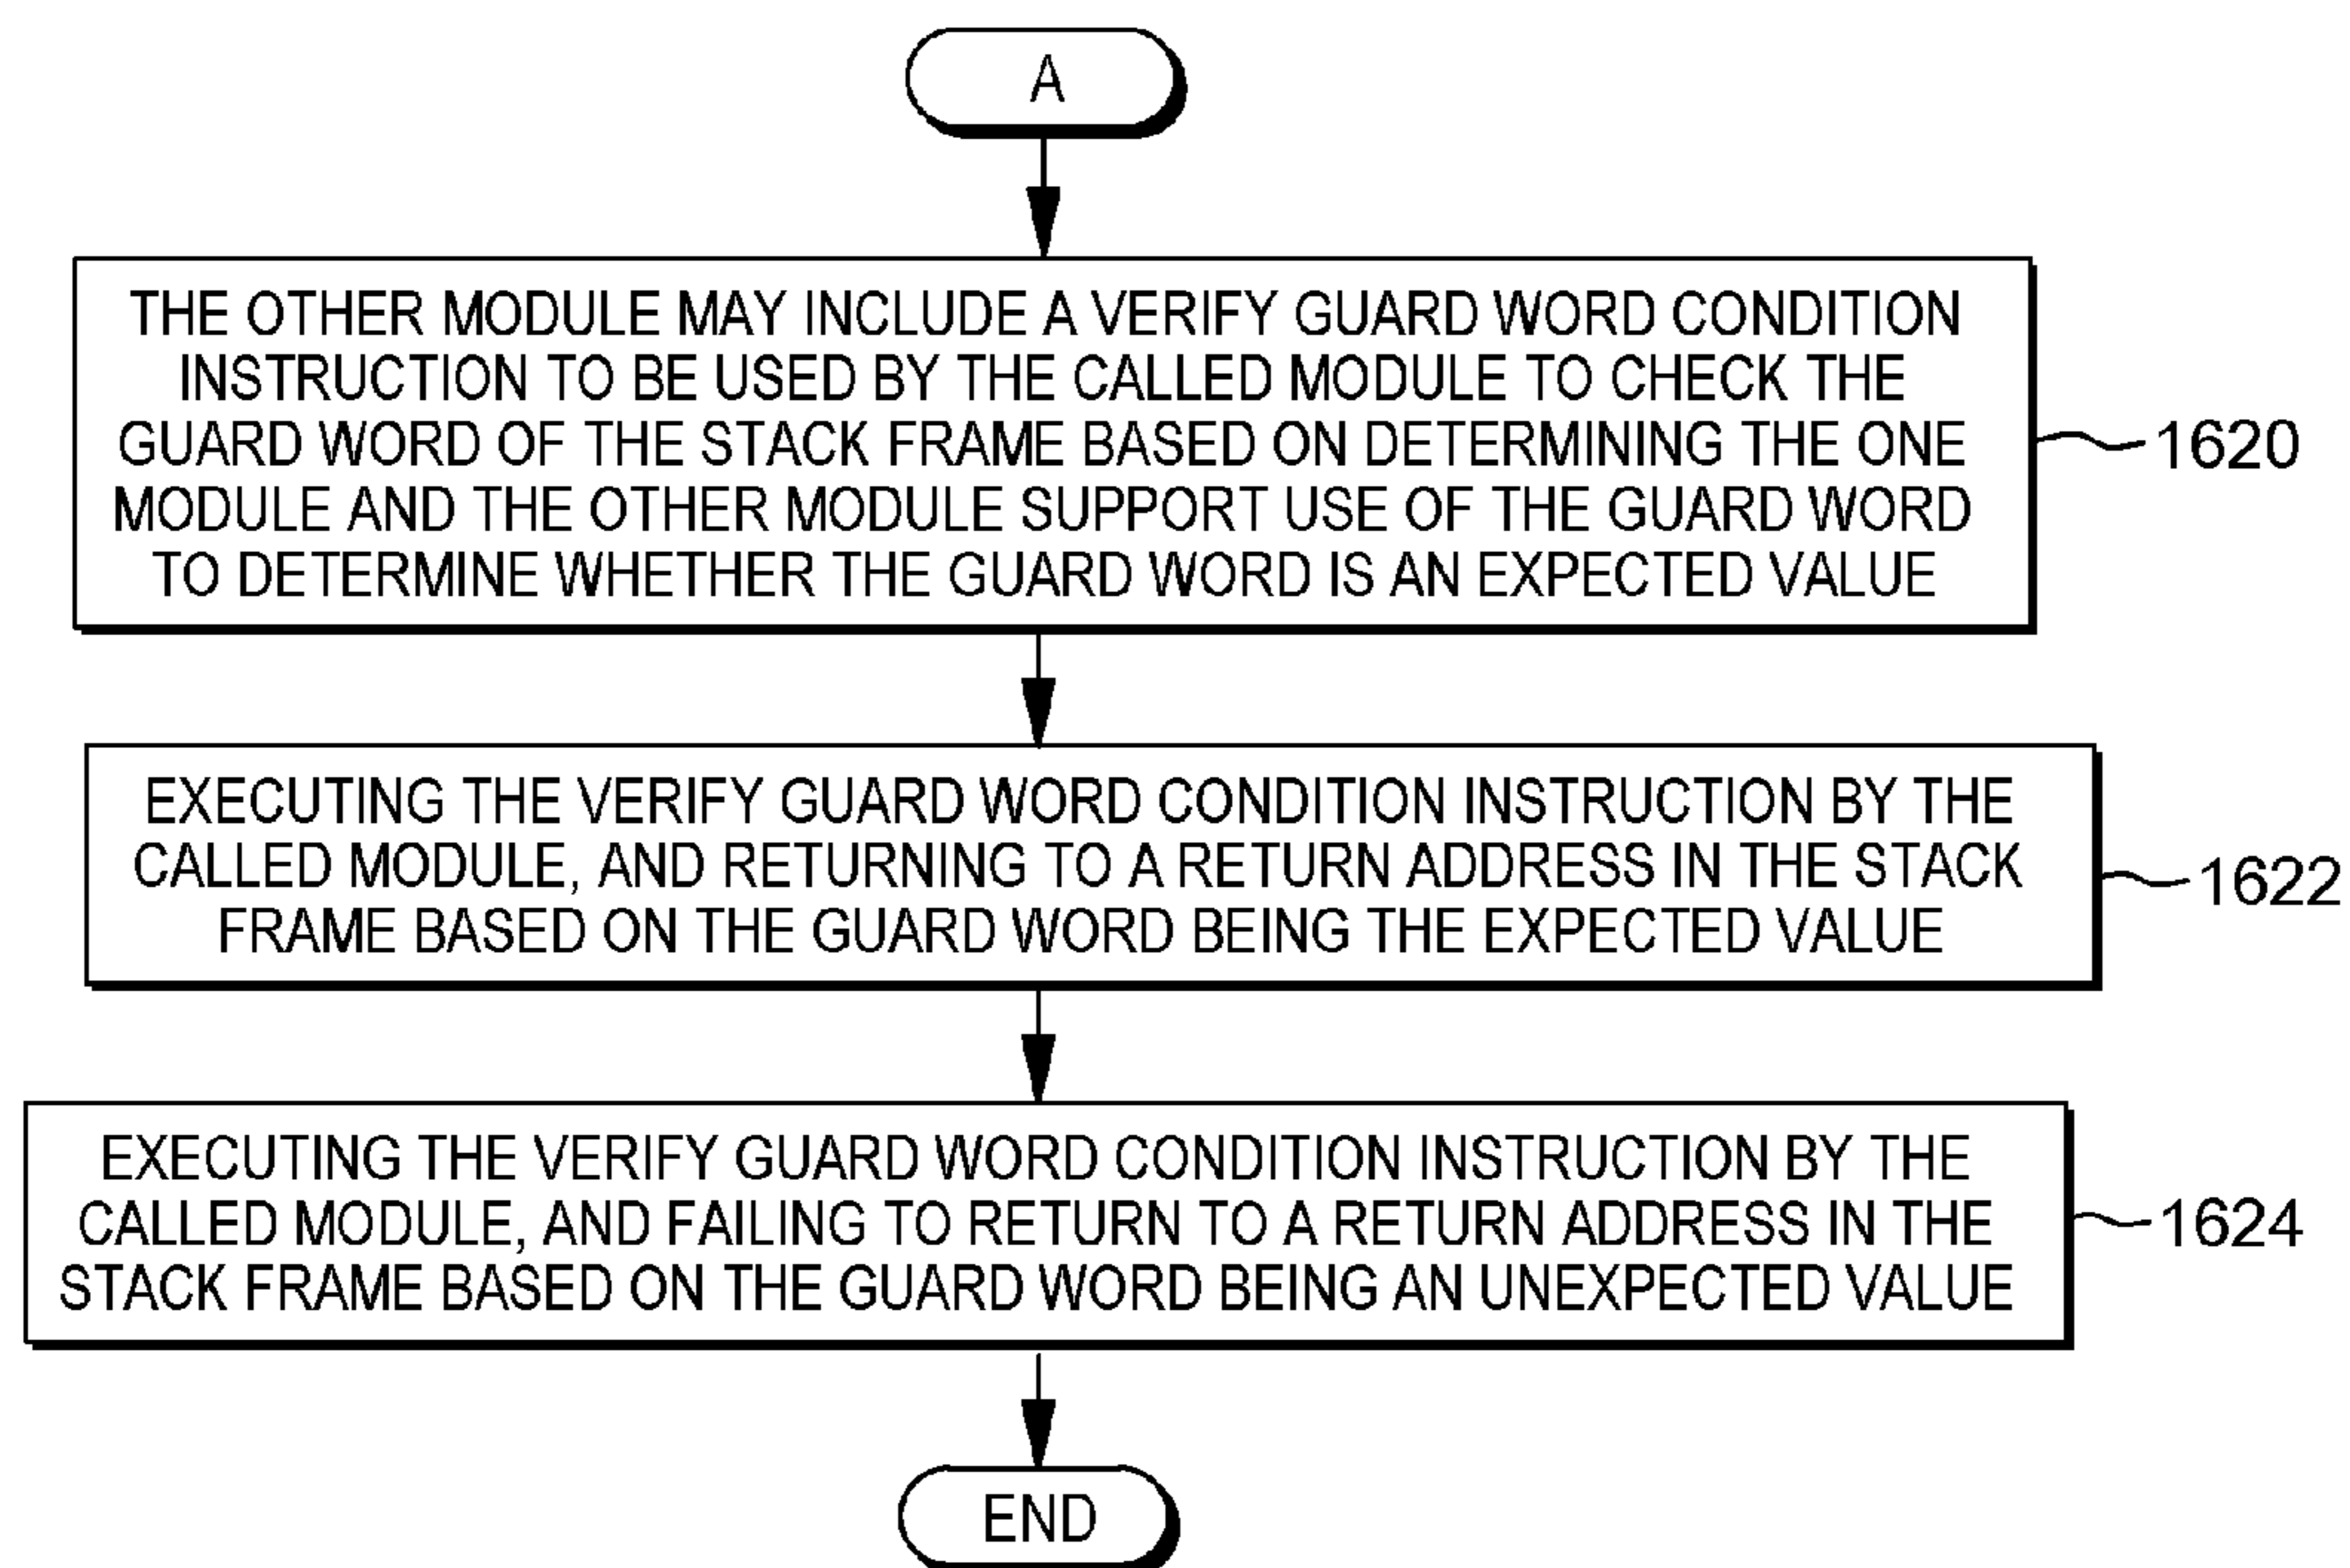 A
THE OTHER MODULE MAY INCLUDE A VERIFY GUARD WORD CONDITION
INSTRUCTION TO BE USED BY THE CALLED MODULE TO CHECK THE
GUARD WORD OF THE STACK FRAME BASED ON DETERMINING THE ONE
MODULE AND THE OTHER MODULE SUPPORT USE OF THE GUARD WORD
TO DETERMINE WHETHER THE GUARD WORD IS AN EXPECTED VALUE
1620
EXECUTING THE VERIFY GUARD WORD CONDITION INSTRUCTION BY THE
CALLED MODULE, AND RETURNING TO A RETURN ADDRESS IN THE STACK
FRAME BASED ON THE GUARD WORD BEING THE EXPECTED VALUE
1622
EXECUTING THE VERIFY GUARD WORD CONDITION INSTRUCTION BY THE
CALLED MODULE, AND FAILING TO RETURN TO A RETURN ADDRESS IN THE
STACK FRAME BASED ON THE GUARD WORD BEING AN UNEXPECTED VALUE
1624
END